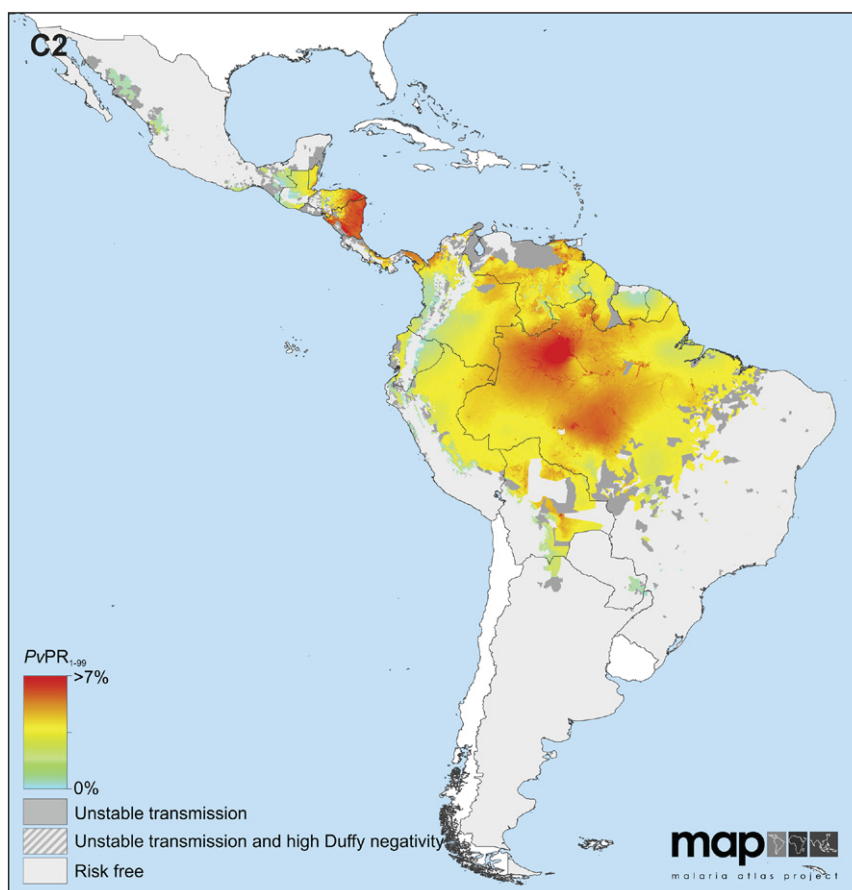 C2
PvPR1-99
>7%
0%
Unstable transmission
Unstable transmission and high Duffy negativity
Risk free
map
malaria atlas project